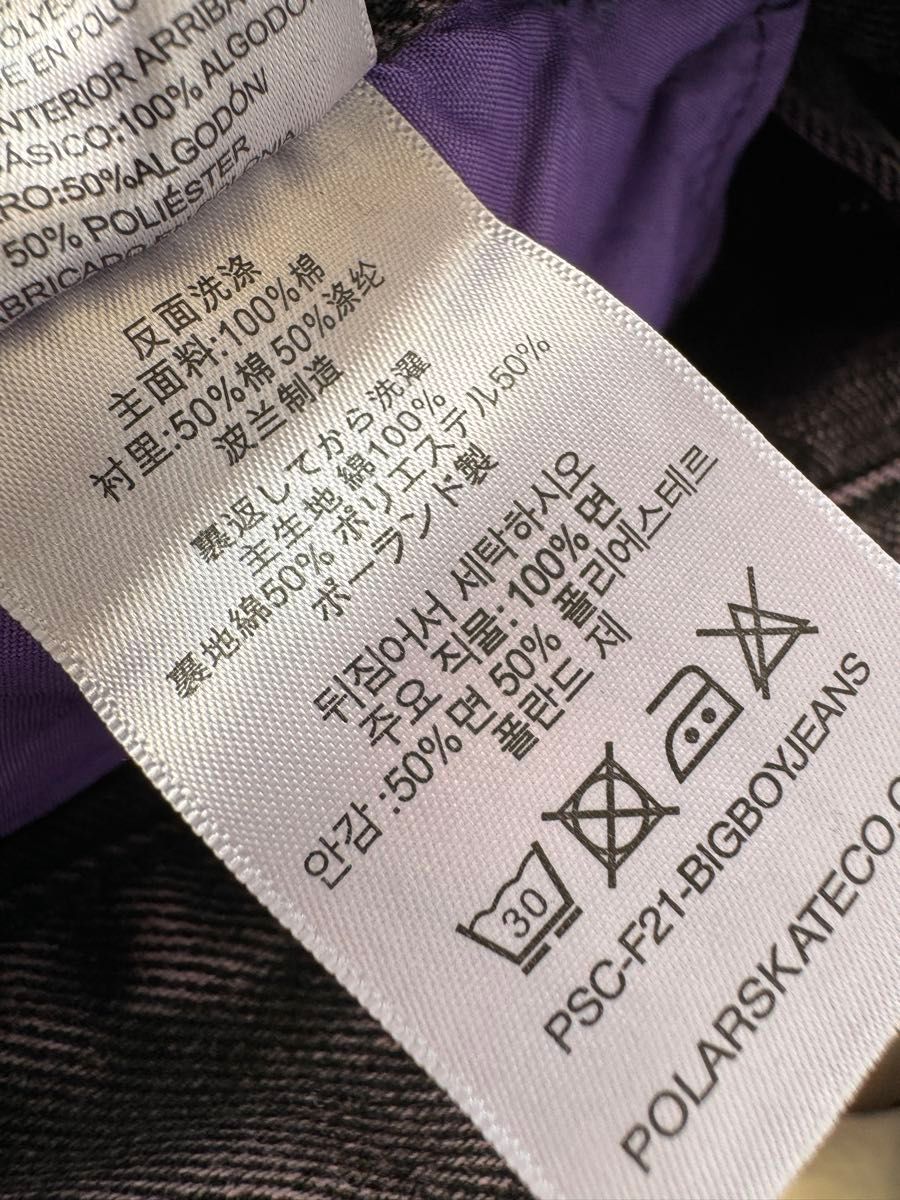 EN POLO
INTERIOR ARRIBA
BÁSICO:100% ALGODÓN
50%ALGODÓN/
50% POLIÉSTER
反面洗涤
主面料:100%棉
衬里:50%棉 50%涤纶
波兰制造
裏返してから洗濯
主生地 綿100%
裏地綿50% ポリエステル50%
ポーランド製
뒤집어서 세탁하시오
주요 직물: 100% 면
안감 :50%면 50% 폴리에스테르
폴란드 제
30
PSC-F21-BIGBOYJEANS
POLARSKATECO.